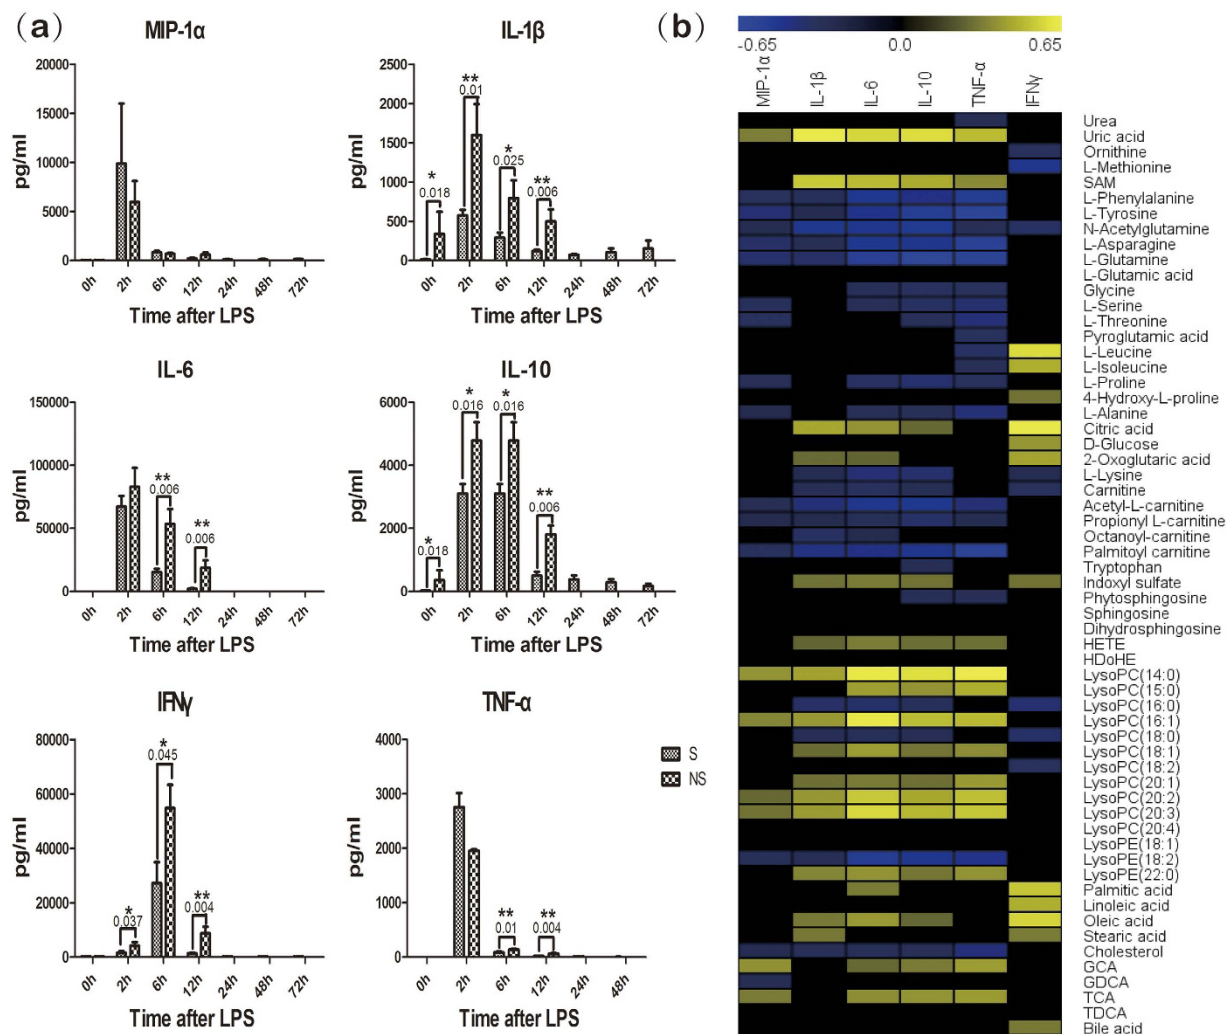 (a)
MIP-1α
pg/ml
20000
15000
10000
5000
0
0h 2h 6h 12h 24h 48h 72h
Time after LPS
IL-1β
pg/ml
2500
2000
1500
1000
500
0
*
0.018
**
0.01
*
0.025
**
0.006
0h 2h 6h 12h 24h 48h 72h
Time after LPS
IL-6
pg/ml
150000
100000
50000
0
**
0.006
**
0.006
0h 2h 6h 12h 24h 48h 72h
Time after LPS
IL-10
pg/ml
6000
4000
2000
0
*
0.018
*
0.016
*
0.016
**
0.006
0h 2h 6h 12h 24h 48h 72h
Time after LPS
IFNγ
pg/ml
80000
60000
40000
20000
0
*
0.037
*
0.045
**
0.004
0h 2h 6h 12h 24h 48h 72h
Time after LPS
TNF-α
pg/ml
4000
3000
2000
1000
0
**
0.01
**
0.004
0h 2h 6h 12h 24h 48h
Time after LPS
S
NS
(b)
-0.65 0.0 0.65
MIP-1α IL-1β IL-6 IL-10 TNF-α IFNγ
Urea
Uric acid
Ornithine
L-Methionine
SAM
L-Phenylalanine
L-Tyrosine
N-Acetylglutamine
L-Asparagine
L-Glutamine
L-Glutamic acid
Glycine
L-Serine
L-Threonine
Pyroglutamic acid
L-Leucine
L-Isoleucine
L-Proline
4-Hydroxy-L-proline
L-Alanine
Citric acid
D-Glucose
2-Oxoglutaric acid
L-Lysine
Carnitine
Acetyl-L-carnitine
Propionyl L-carnitine
Octanoyl-carnitine
Palmitoyl carnitine
Tryptophan
Indoxyl sulfate
Phytosphingosine
Sphingosine
Dihydrosphingosine
HETE
HDoHE
LysoPC(14:0)
LysoPC(15:0)
LysoPC(16:0)
LysoPC(16:1)
LysoPC(18:0)
LysoPC(18:1)
LysoPC(18:2)
LysoPC(20:1)
LysoPC(20:2)
LysoPC(20:3)
LysoPC(20:4)
LysoPE(18:1)
LysoPE(18:2)
LysoPE(22:0)
Palmitic acid
Linoleic acid
Oleic acid
Stearic acid
Cholesterol
GCA
GDCA
TCA
TDCA
Bile acid